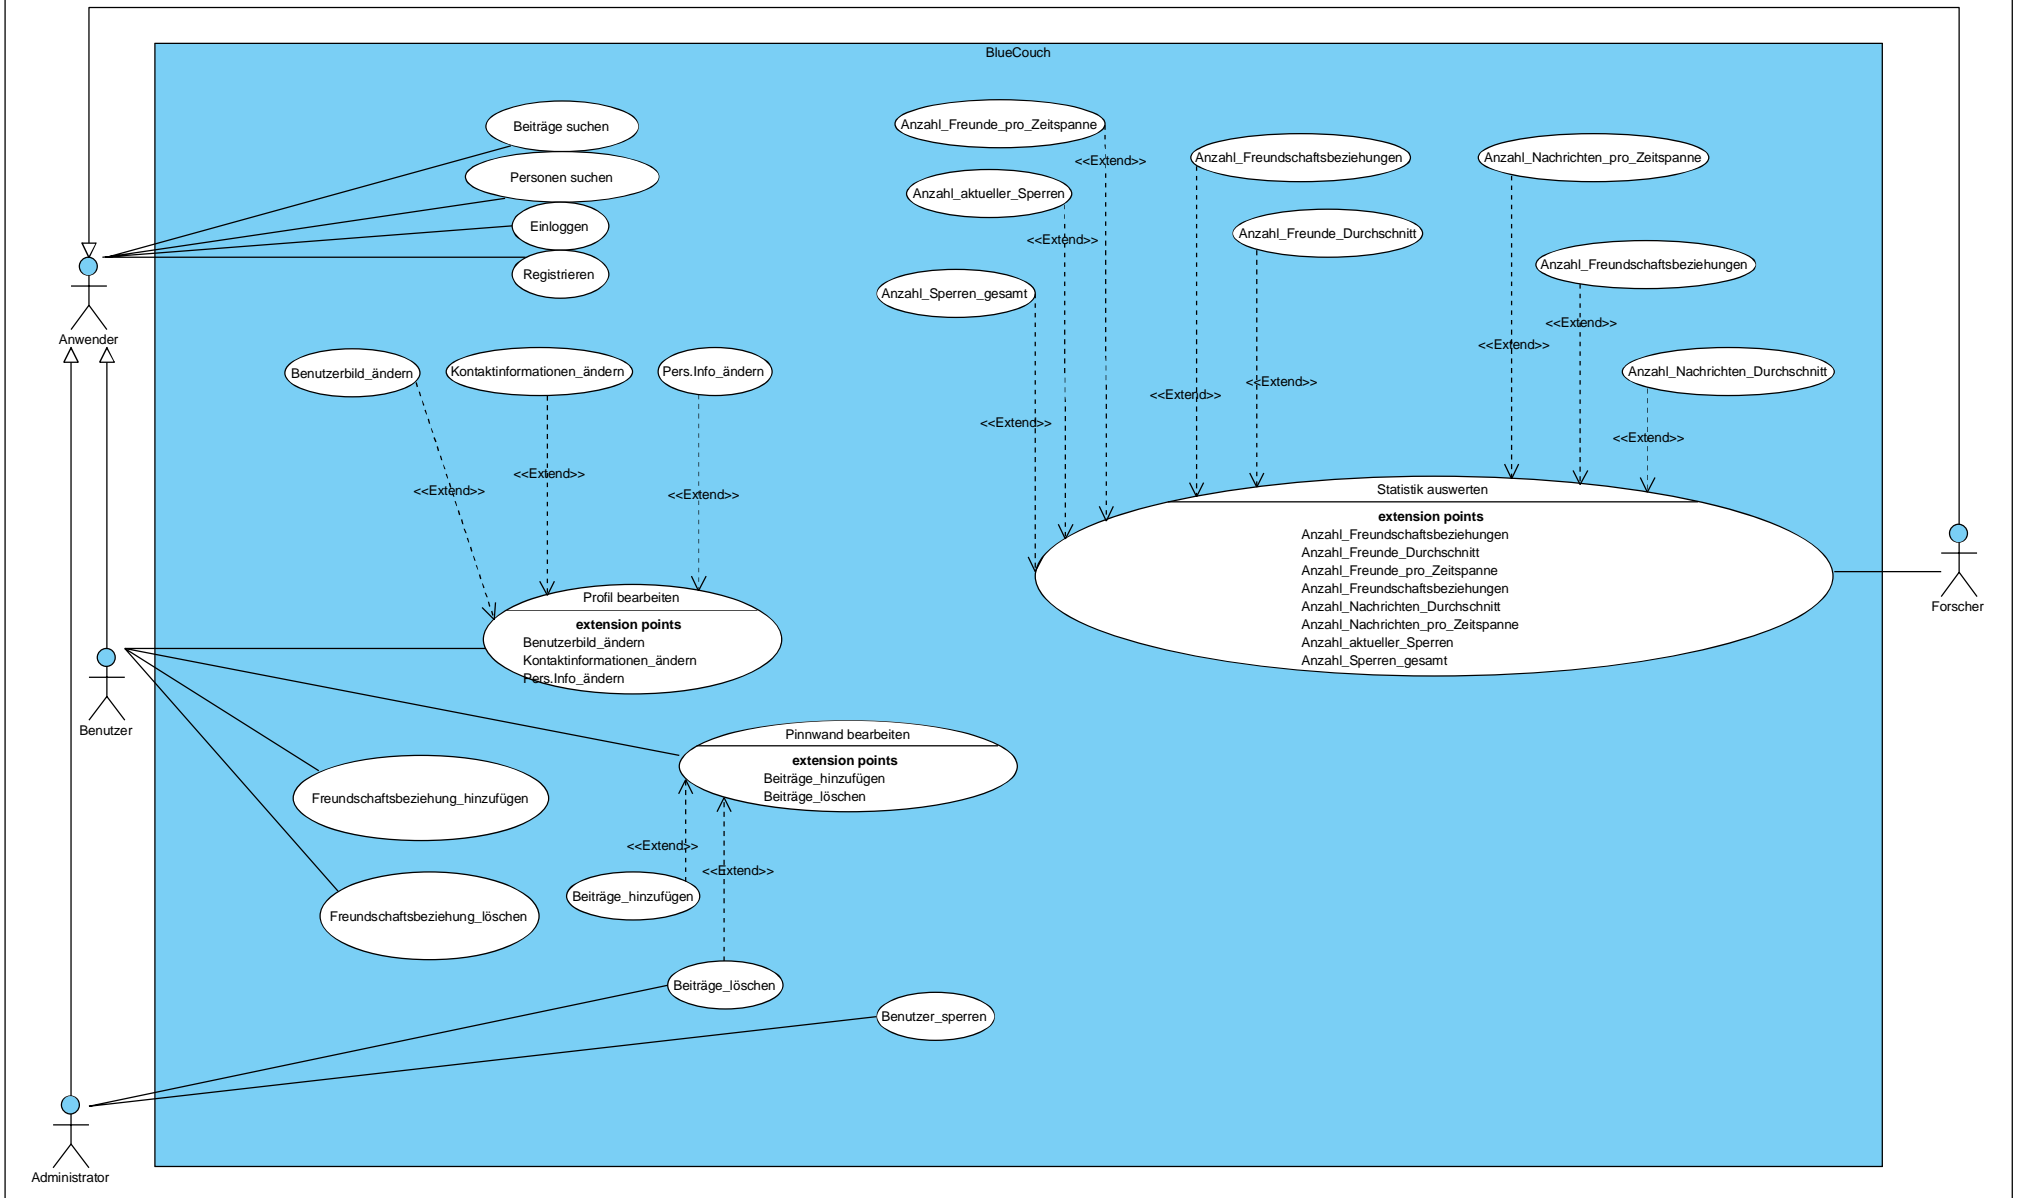 BlueCouch
Beiträge suchen
Personen suchen
Einloggen
Registrieren
Anwender
Anzahl_Freunde_pro_Zeitspanne
<<Extend>>
Anzahl_aktueller_Sperren
<<Extend>>
Anzahl_Sperren_gesamt
<<Extend>>
Anzahl_Freundschaftsbeziehungen
<<Extend>>
Anzahl_Freunde_Durchschnitt
<<Extend>>
Anzahl_Nachrichten_pro_Zeitspanne
<<Extend>>
Anzahl_Freundschaftsbeziehungen
<<Extend>>
Anzahl_Nachrichten_Durchschnitt
<<Extend>>
Benutzerbild_ändern
<<Extend>>
Kontaktinformationen_ändern
<<Extend>>
Pers.Info_ändern
<<Extend>>
Statistik auswerten
extension points
Anzahl_Freundschaftsbeziehungen
Anzahl_Freunde_Durchschnitt
Anzahl_Freunde_pro_Zeitspanne
Anzahl_Freundschaftsbeziehungen
Anzahl_Nachrichten_Durchschnitt
Anzahl_Nachrichten_pro_Zeitspanne
Anzahl_aktueller_Sperren
Anzahl_Sperren_gesamt
Forscher
Profil bearbeiten
extension points
Benutzerbild_ändern
Kontaktinformationen_ändern
Pers.Info_ändern
Benutzer
Pinnwand bearbeiten
extension points
Beiträge_hinzufügen
Beiträge_löschen
Freundschaftsbeziehung_hinzufügen
<<Extend>>
<<Extend>>
Beiträge_hinzufügen
Freundschaftsbeziehung_löschen
Beiträge_löschen
Benutzer_sperren
Administrator